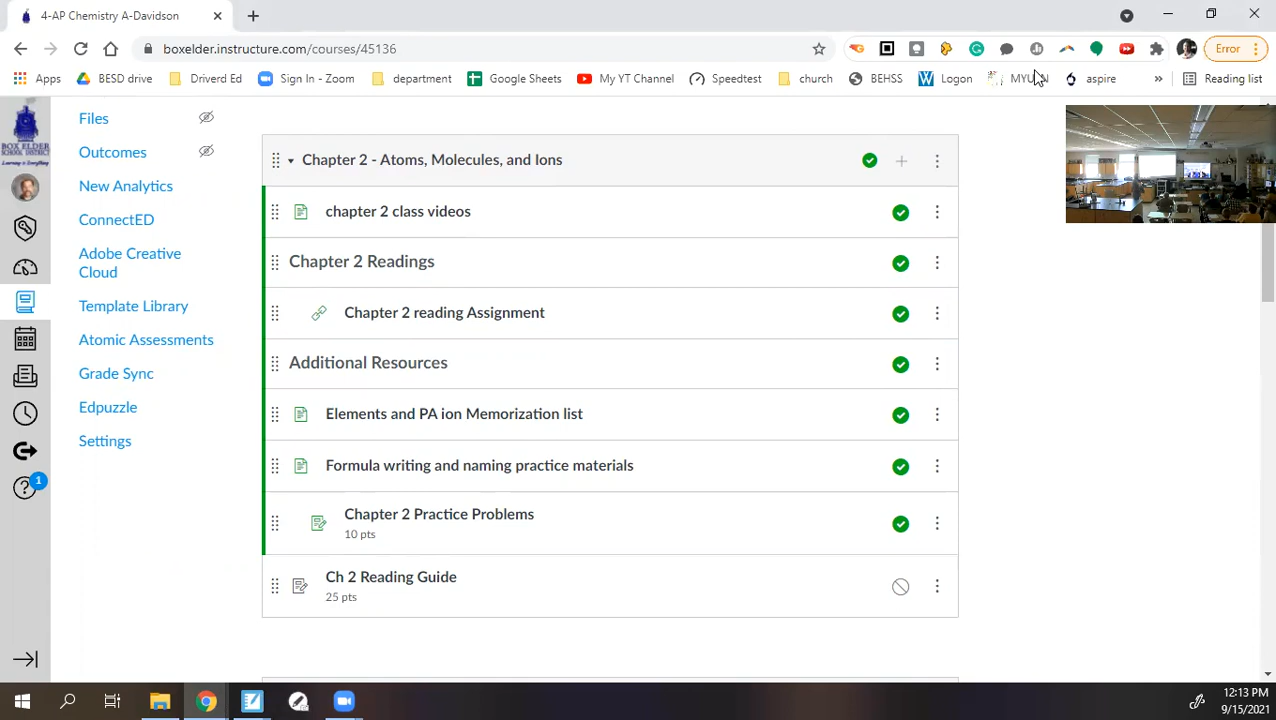 4-AP Chemistry A-Davidson
boxelder.instructure.com/courses/45136
Error
Apps
BESD drive
Driverd Ed
Sign In - Zoom
department
Google Sheets
My YT Channel
Speedtest
church
BEHSS
Logon
aspire
»
Reading list
BOX ELDER
SCHOOL DISTRICT
Files
Outcomes
New Analytics
ConnectED
Adobe Creative
Cloud
Template Library
Atomic Assessments
Grade Sync
Edpuzzle
Settings
1
Chapter 2 - Atoms, Molecules, and Ions
chapter 2 class videos
Chapter 2 Readings
Chapter 2 reading Assignment
Additional Resources
Elements and PA ion Memorization list
Formula writing and naming practice materials
Chapter 2 Practice Problems
10 pts
Ch 2 Reading Guide
25 pts
12:13 PM
9/15/2021